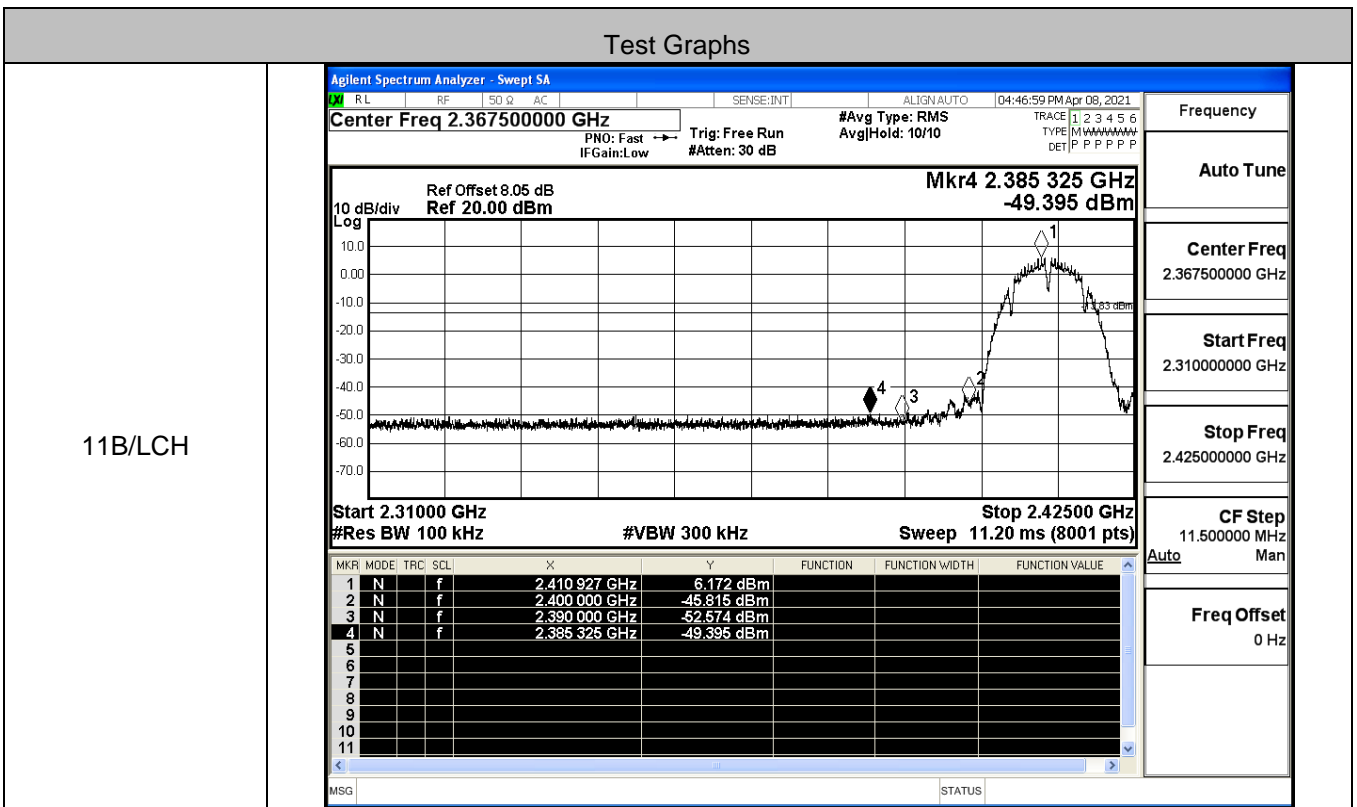 Test Graphs
11B/LCH
Agilent Spectrum Analyzer - Swept SA
LXI RL RF 50 Ω AC SENSE:INT ALIGN AUTO 04:46:59 PM Apr 08, 2021
Center Freq 2.367500000 GHz
PNO: Fast
IFGain:Low
Trig: Free Run
#Atten: 30 dB
#Avg Type: RMS
Avg|Hold: 10/10
TRACE 1 2 3 4 5 6
TYPE M
DET P P P P P P
Ref Offset 8.05 dB
10 dB/div Ref 20.00 dBm
Log
Mkr4 2.385 325 GHz
-49.395 dBm
10.0
0.00
-10.0
-20.0
-30.0
-40.0
-50.0
-60.0
-70.0
1
2
3
4
dBm
Start 2.31000 GHz Stop 2.42500 GHz
#Res BW 100 kHz #VBW 300 kHz Sweep 11.20 ms (8001 pts)
MKR MODE TRC SCL X Y FUNCTION FUNCTION WIDTH FUNCTION VALUE
1 N f 2.410 927 GHz 6.172 dBm
2 N f 2.400 000 GHz -45.815 dBm
3 N f 2.390 000 GHz -52.574 dBm
4 N f 2.385 325 GHz -49.395 dBm
5
6
7
8
9
10
11
MSG STATUS
Frequency
Auto Tune
Center Freq
2.367500000 GHz
Start Freq
2.310000000 GHz
Stop Freq
2.425000000 GHz
CF Step
11.500000 MHz
Auto Man
Freq Offset
0 Hz